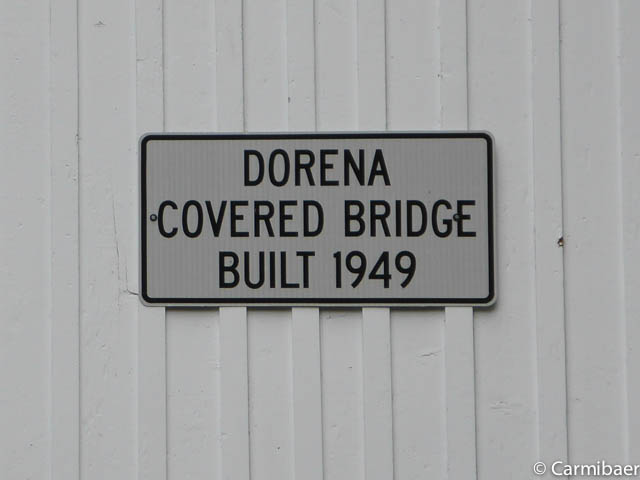 DORENA
COVERED BRIDGE
BUILT 1949
© Carmibaer